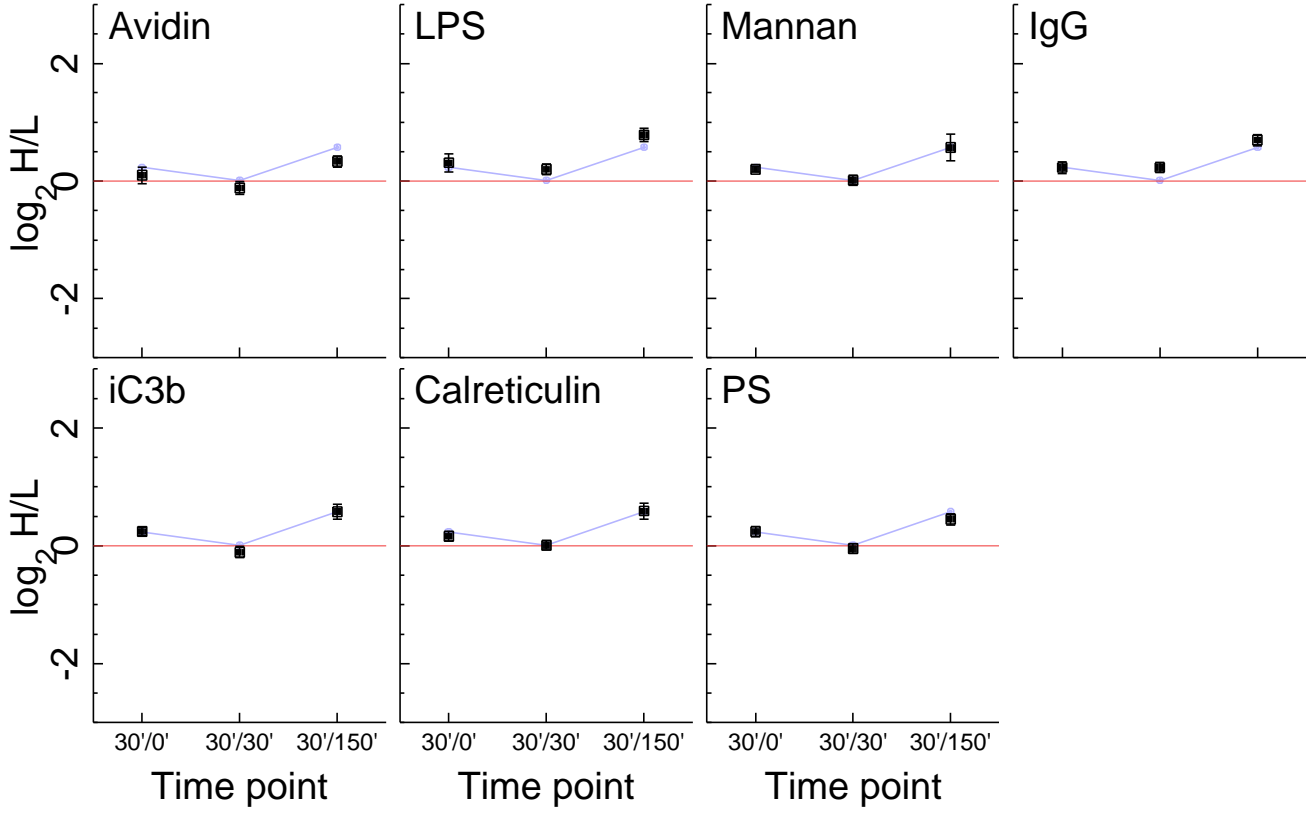 Avidin
LPS
Mannan
IgG
log2 H/L
2
0
-2
iC3b
Calreticulin
PS
log2 H/L
2
0
-2
30'/0' 30'/30' 30'/150'
30'/0' 30'/30' 30'/150'
30'/0' 30'/30' 30'/150'
Time point
Time point
Time point